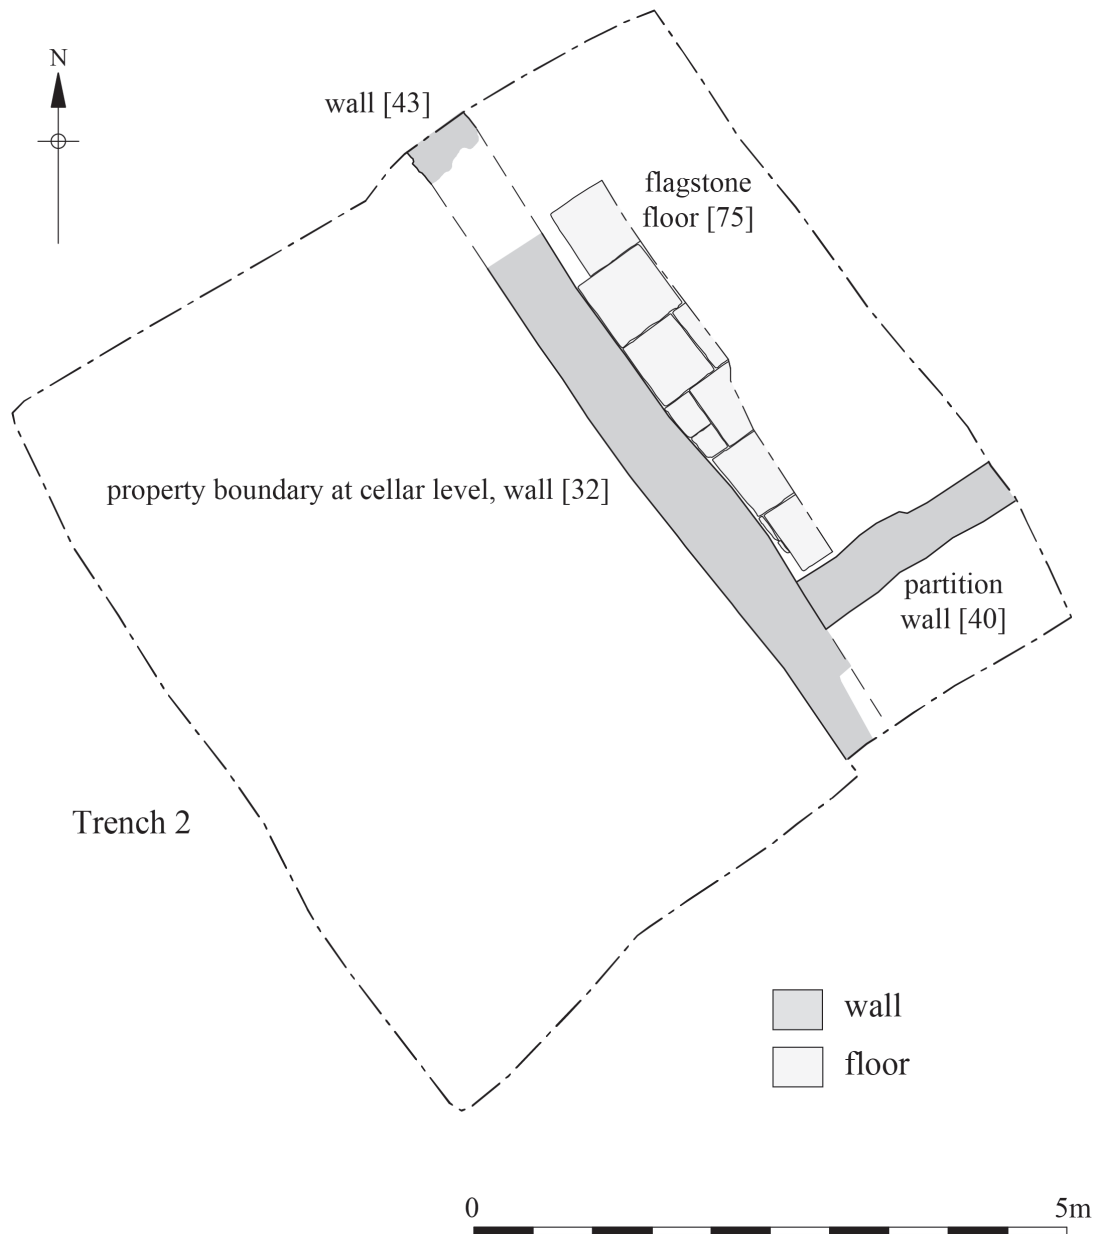 N
wall [43]
flagstone
floor [75]
property boundary at cellar level, wall [32]
partition
wall [40]
Trench 2
wall
floor
0
5m